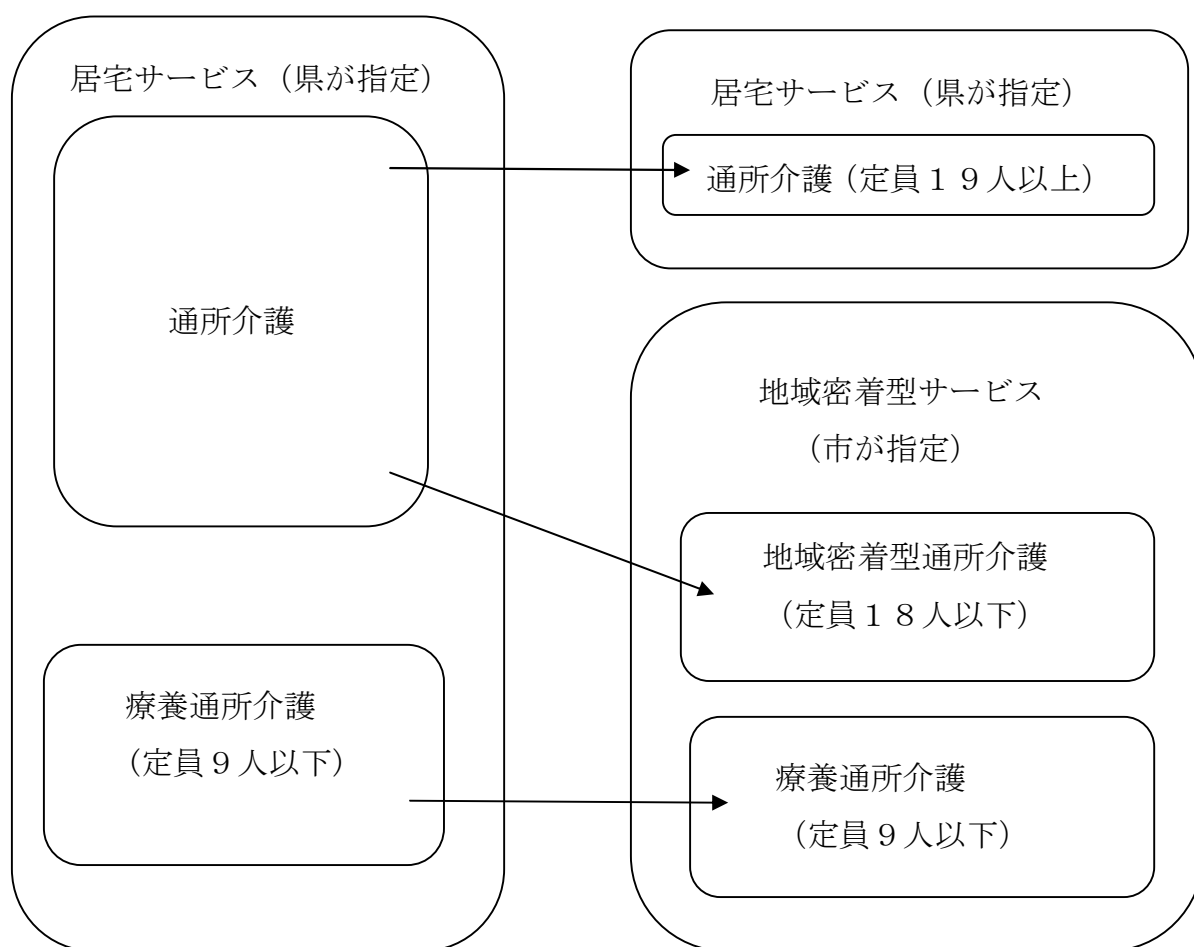 居宅サービス（県が指定）
通所介護
療養通所介護
（定員９人以下）
居宅サービス（県が指定）
通所介護（定員１９人以上）
地域密着型サービス
（市が指定）
地域密着型通所介護
（定員１８人以下）
療養通所介護
（定員９人以下）